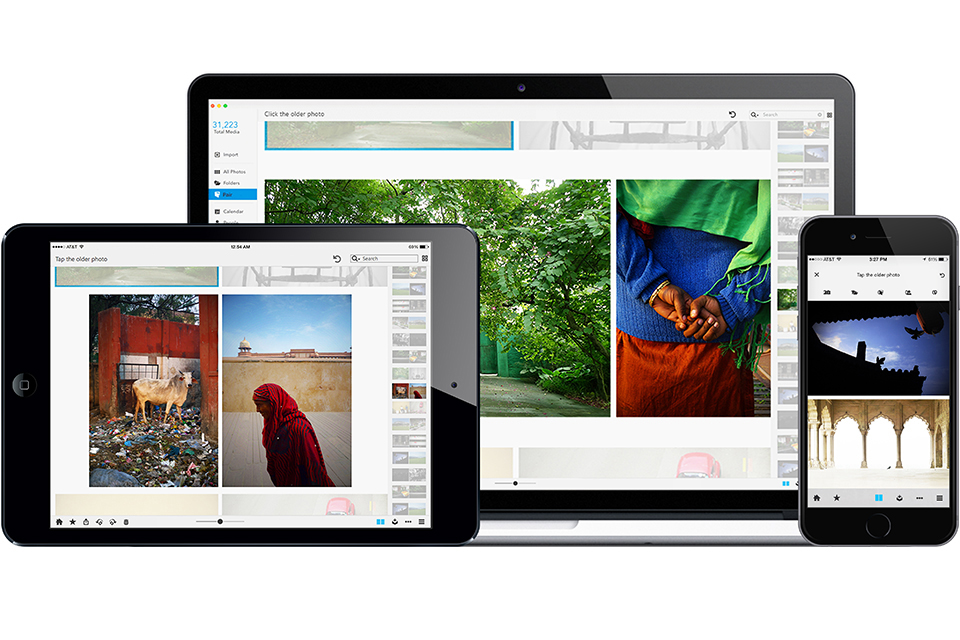 Click the older photo
Search
31,223
Total Media
Import
All Photos
Folders
Pair
Calendar
AT&T
12:54 AM
69%
Tap the older photo
Search
AT&T
3:27 PM
61%
Tap the older photo